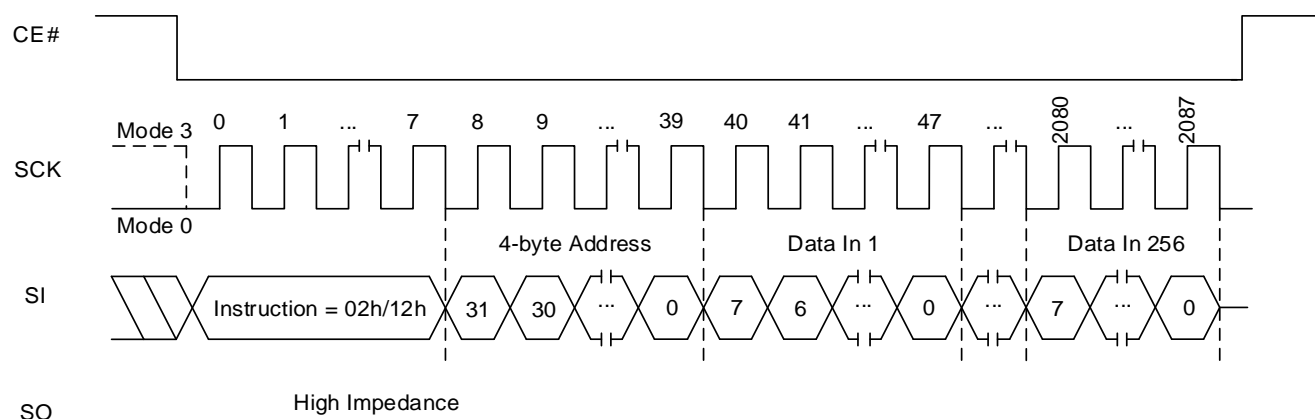 CE#
Mode 3 0 1 ... 7 8 9 ... 39 40 41 ... 47 ... 2080 ... 2087
SCK
Mode 0
4-byte Address Data In 1 Data In 256
SI Instruction = 02h/12h 31 30 ... 0 7 6 ... 0 ... 7 ... 0
High Impedance
SO